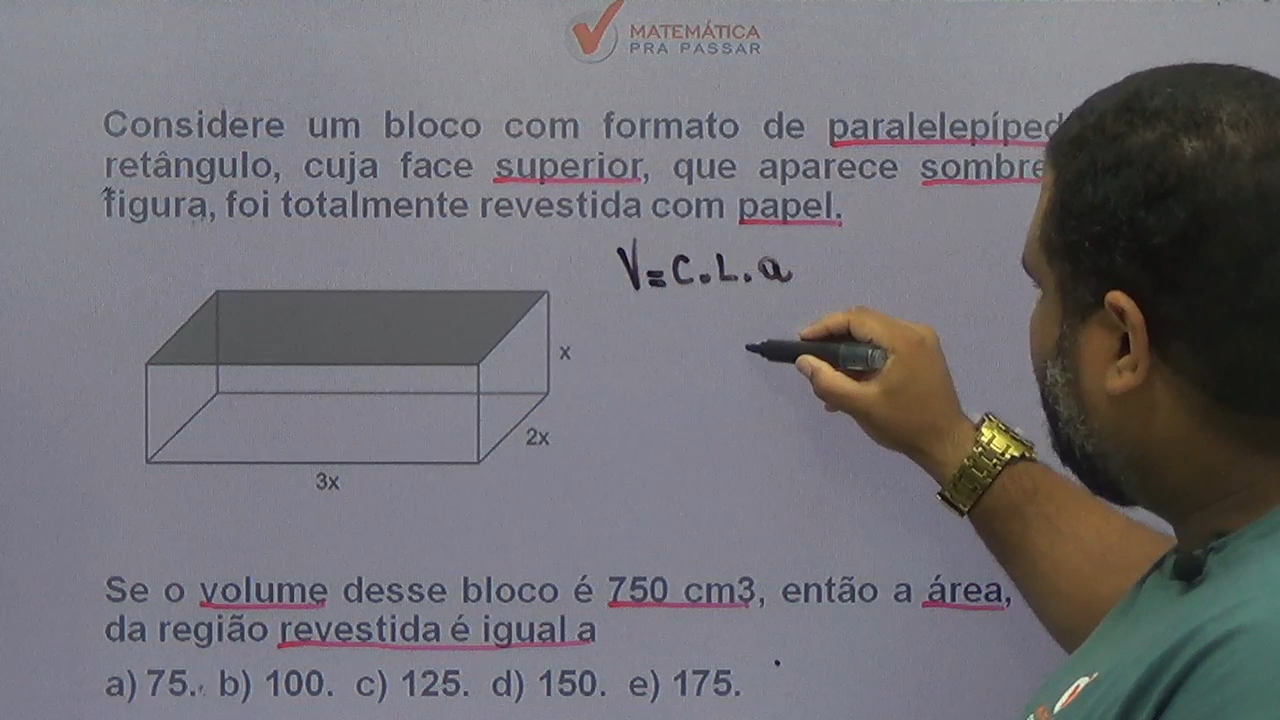 MATEMÁTICA
PRA PASSAR
Considere um bloco com formato de
retângulo, cuja face superior, que aparece
figura, foi totalmente revestida com papel.
V=C.L.a
x
2x
3x
Se o volume desse bloco é 750 cm3, então a área,
da região revestida é igual a
a) 75. b) 100. c) 125. d) 150. e) 175.